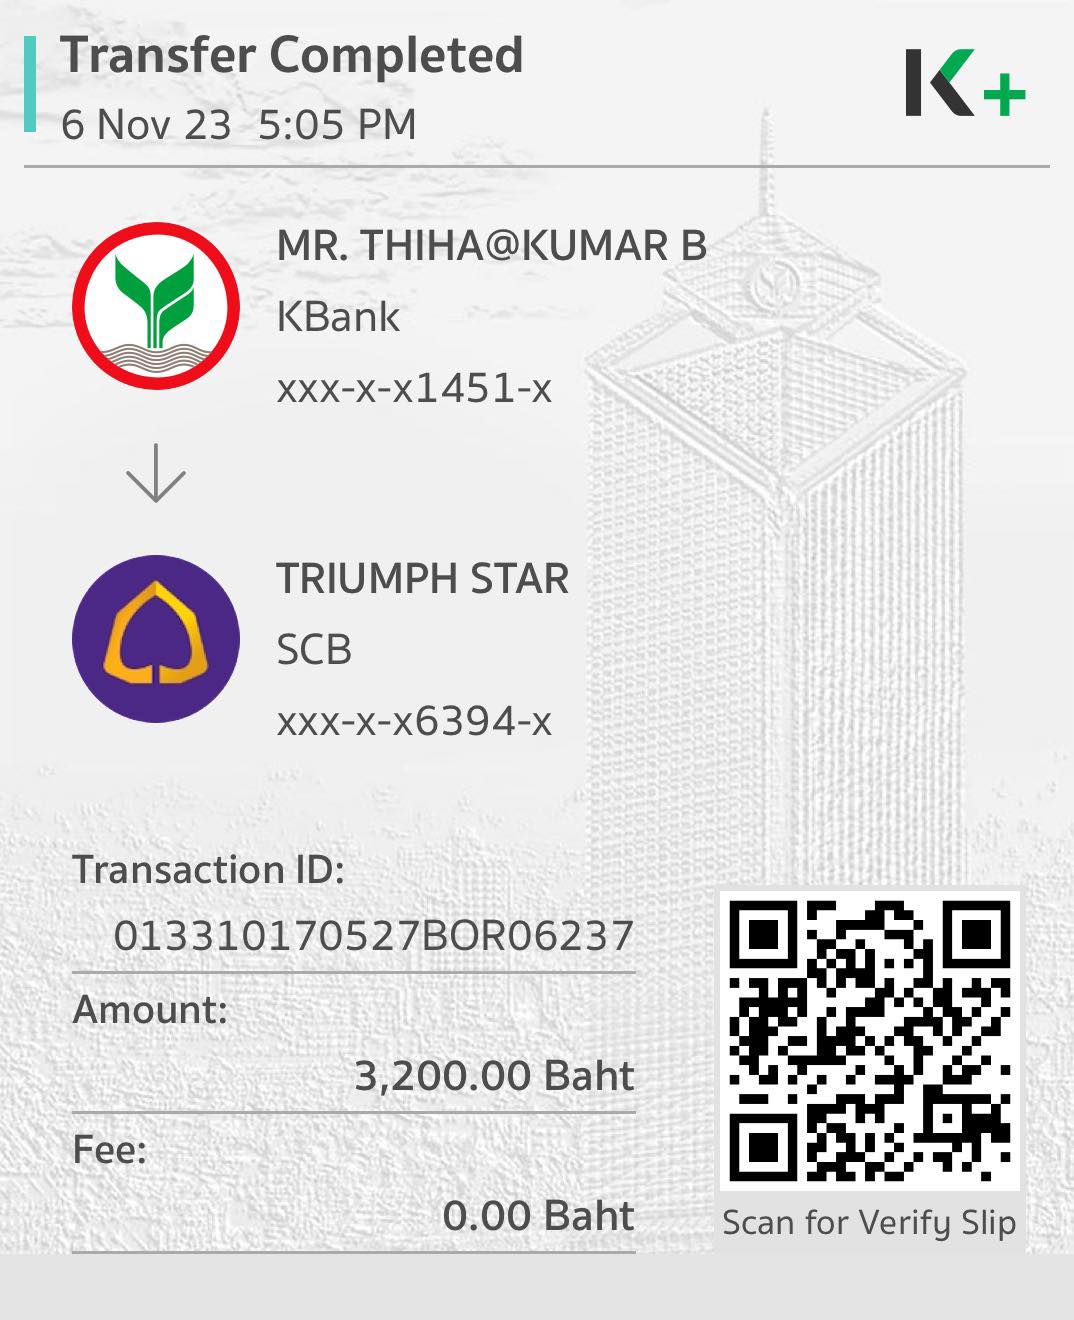 Transfer Completed
6 Nov 23 5:05 PM
K+
MR. THIHA@KUMAR B
KBank
xxx-x-x1451-x
TRIUMPH STAR
SCB
xxx-x-x6394-x
Transaction ID:
013310170527BOR06237
Amount:
3,200.00 Baht
Fee:
0.00 Baht
Scan for Verify Slip